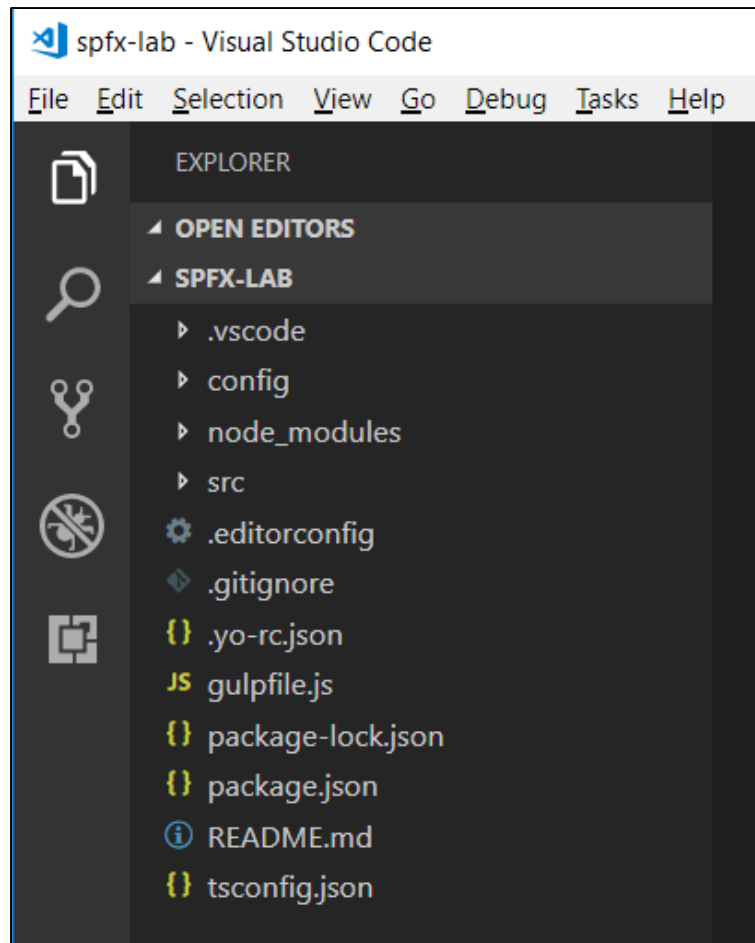 spfx-lab - Visual Studio Code
File Edit Selection View Go Debug Tasks Help
EXPLORER
OPEN EDITORS
SPFX-LAB
.vscode
config
node_modules
src
.editorconfig
.gitignore
{} .yo-rc.json
JS gulpfile.js
{} package-lock.json
{} package.json
README.md
{} tsconfig.json